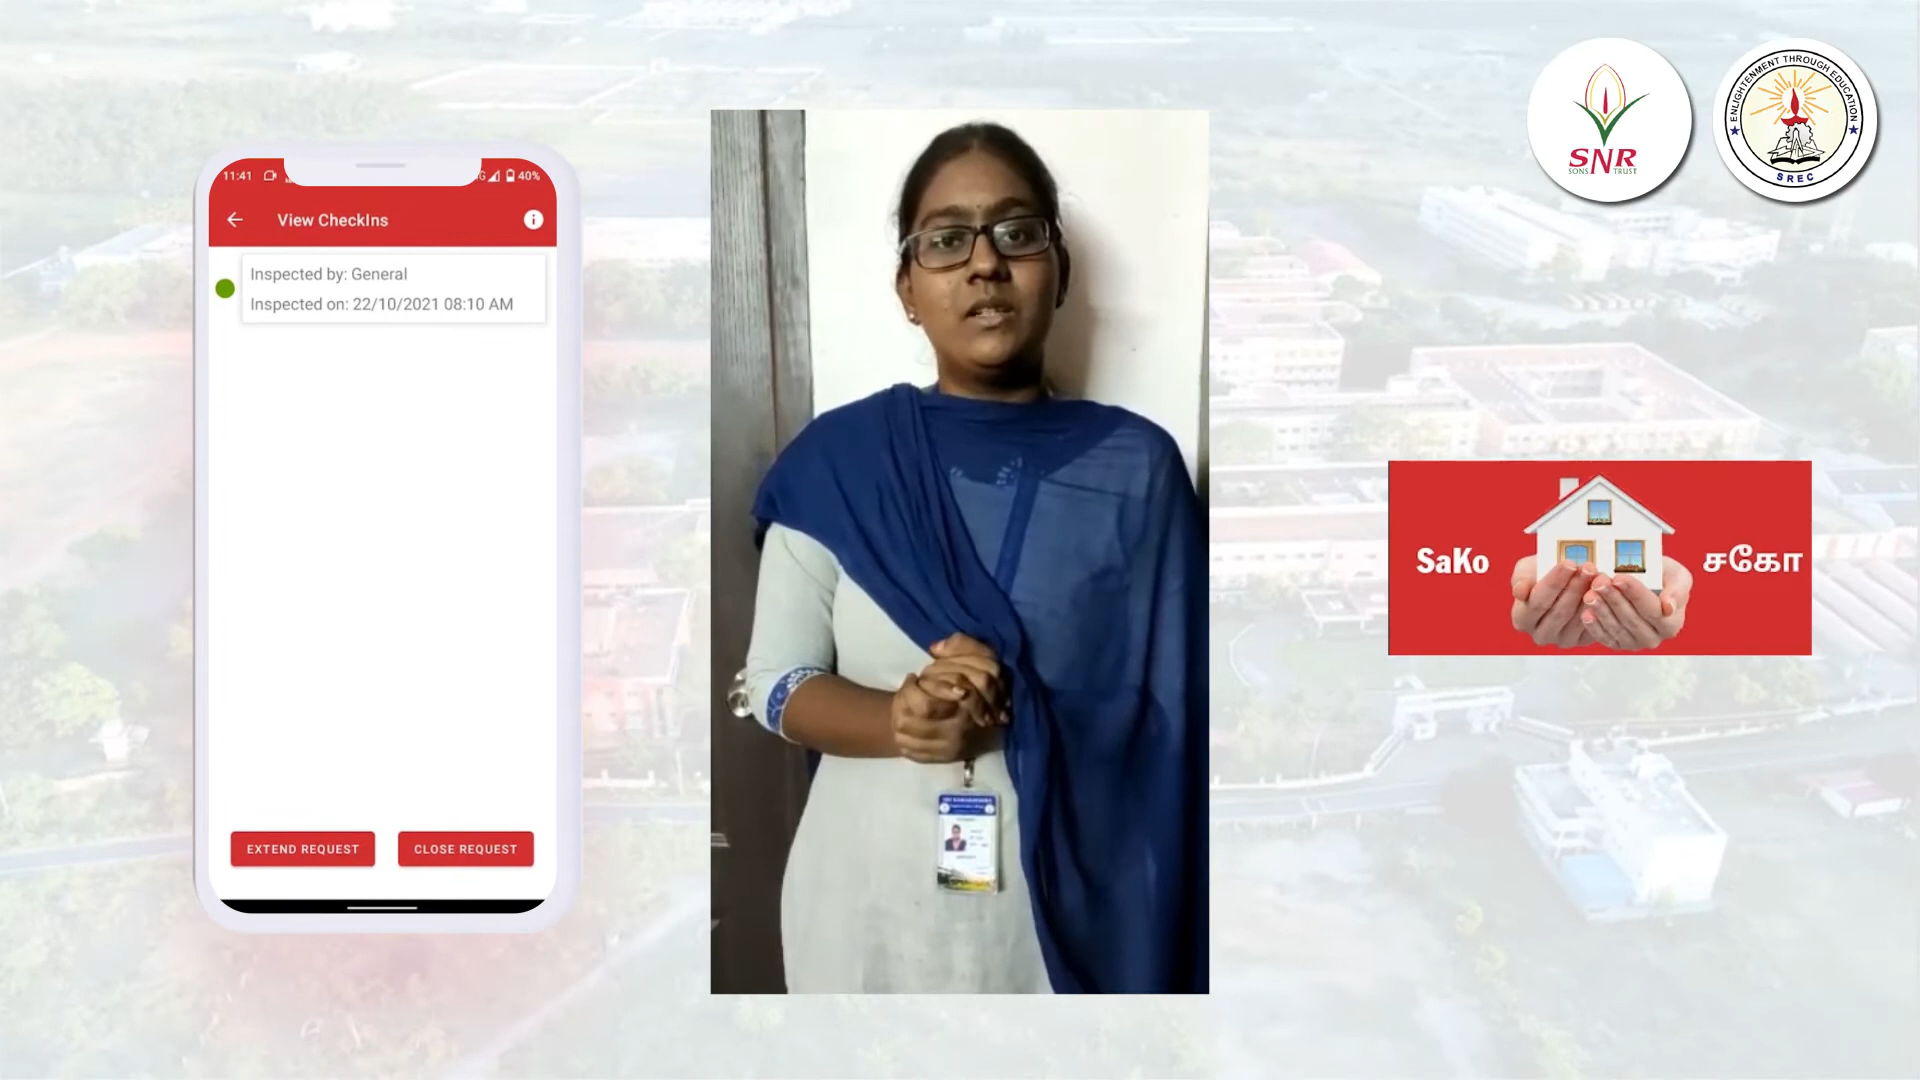 11:41
40%
View CheckIns
Inspected by: General
Inspected on: 22/10/2021 08:10 AM
EXTEND REQUEST
CLOSE REQUEST
SNR
SONS TRUST
ENLIGHTENMENT THROUGH EDUCATION
SREC
SaKo
சகோ